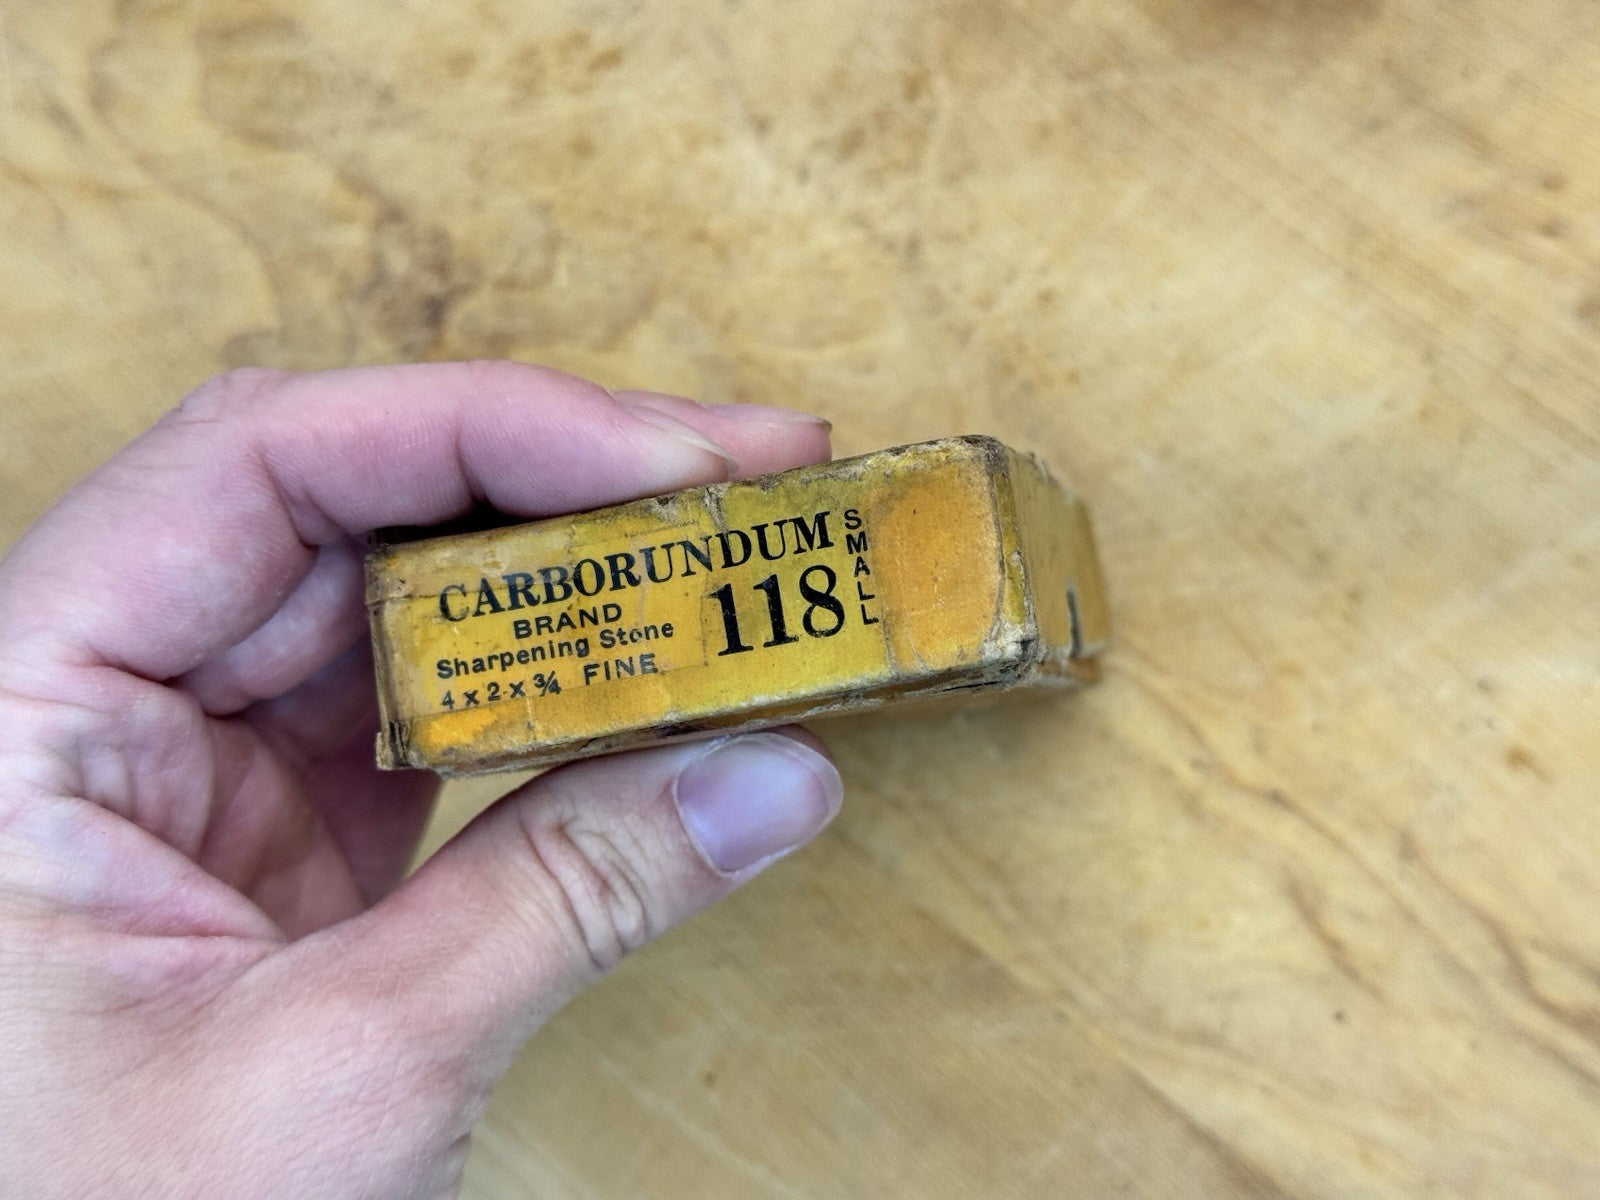 CARBORUNDUM
BRAND
Sharpening Stone
4 x 2 x ¾ FINE
118
SMALL